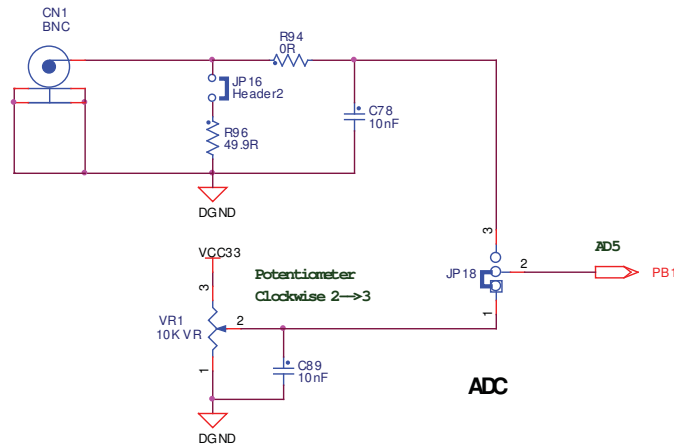 CN1
BNC
R94
0R
JP16
Header2
C78
10nF
R96
49.9R
DGND
3
AD5
VCC33
2
PB1
Potentiometer
JP18
Clockwise 2-->3
3
1
VR1
2
10K VR
C89
10nF
1
ADC
DGND